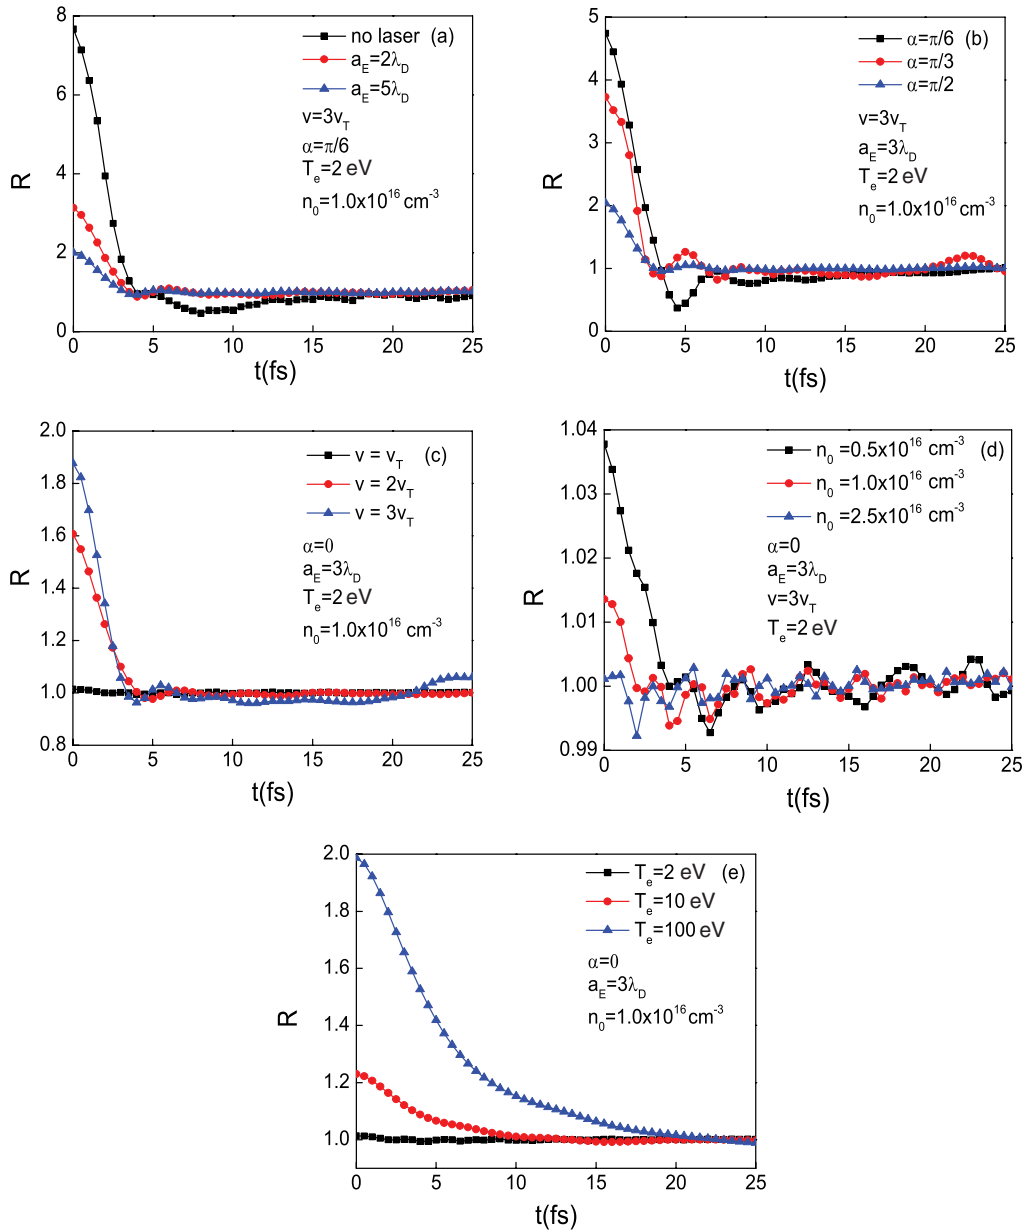 no laser (a)
a_E=2λ_D
a_E=5λ_D
v=3v_T
α=π/6
T_e=2 eV
n_0=1.0x10^16 cm^-3
8
6
4
2
0
R
0 5 10 15 20 25
t(fs)
α=π/6 (b)
α=π/3
α=π/2
v=3v_T
a_E=3λ_D
T_e=2 eV
n_0=1.0x10^16 cm^-3
5
4
3
2
1
0
R
0 5 10 15 20 25
t(fs)
v = v_T (c)
v = 2v_T
v = 3v_T
α=0
a_E=3λ_D
T_e=2 eV
n_0=1.0x10^16 cm^-3
2.0
1.8
1.6
1.4
1.2
1.0
0.8
R
0 5 10 15 20 25
t(fs)
n_0 =0.5x10^16 cm^-3
n_0 =1.0x10^16 cm^-3 (d)
n_0 =2.5x10^16 cm^-3
α=0
a_E=3λ_D
v=3v_T
T_e=2 eV
1.04
1.03
1.02
1.01
1.00
0.99
R
0 5 10 15 20 25
t(fs)
T_e=2 eV (e)
T_e=10 eV
T_e=100 eV
α=0
a_E=3λ_D
n_0=1.0x10^16 cm^-3
2.0
1.8
1.6
1.4
1.2
1.0
R
0 5 10 15 20 25
t(fs)